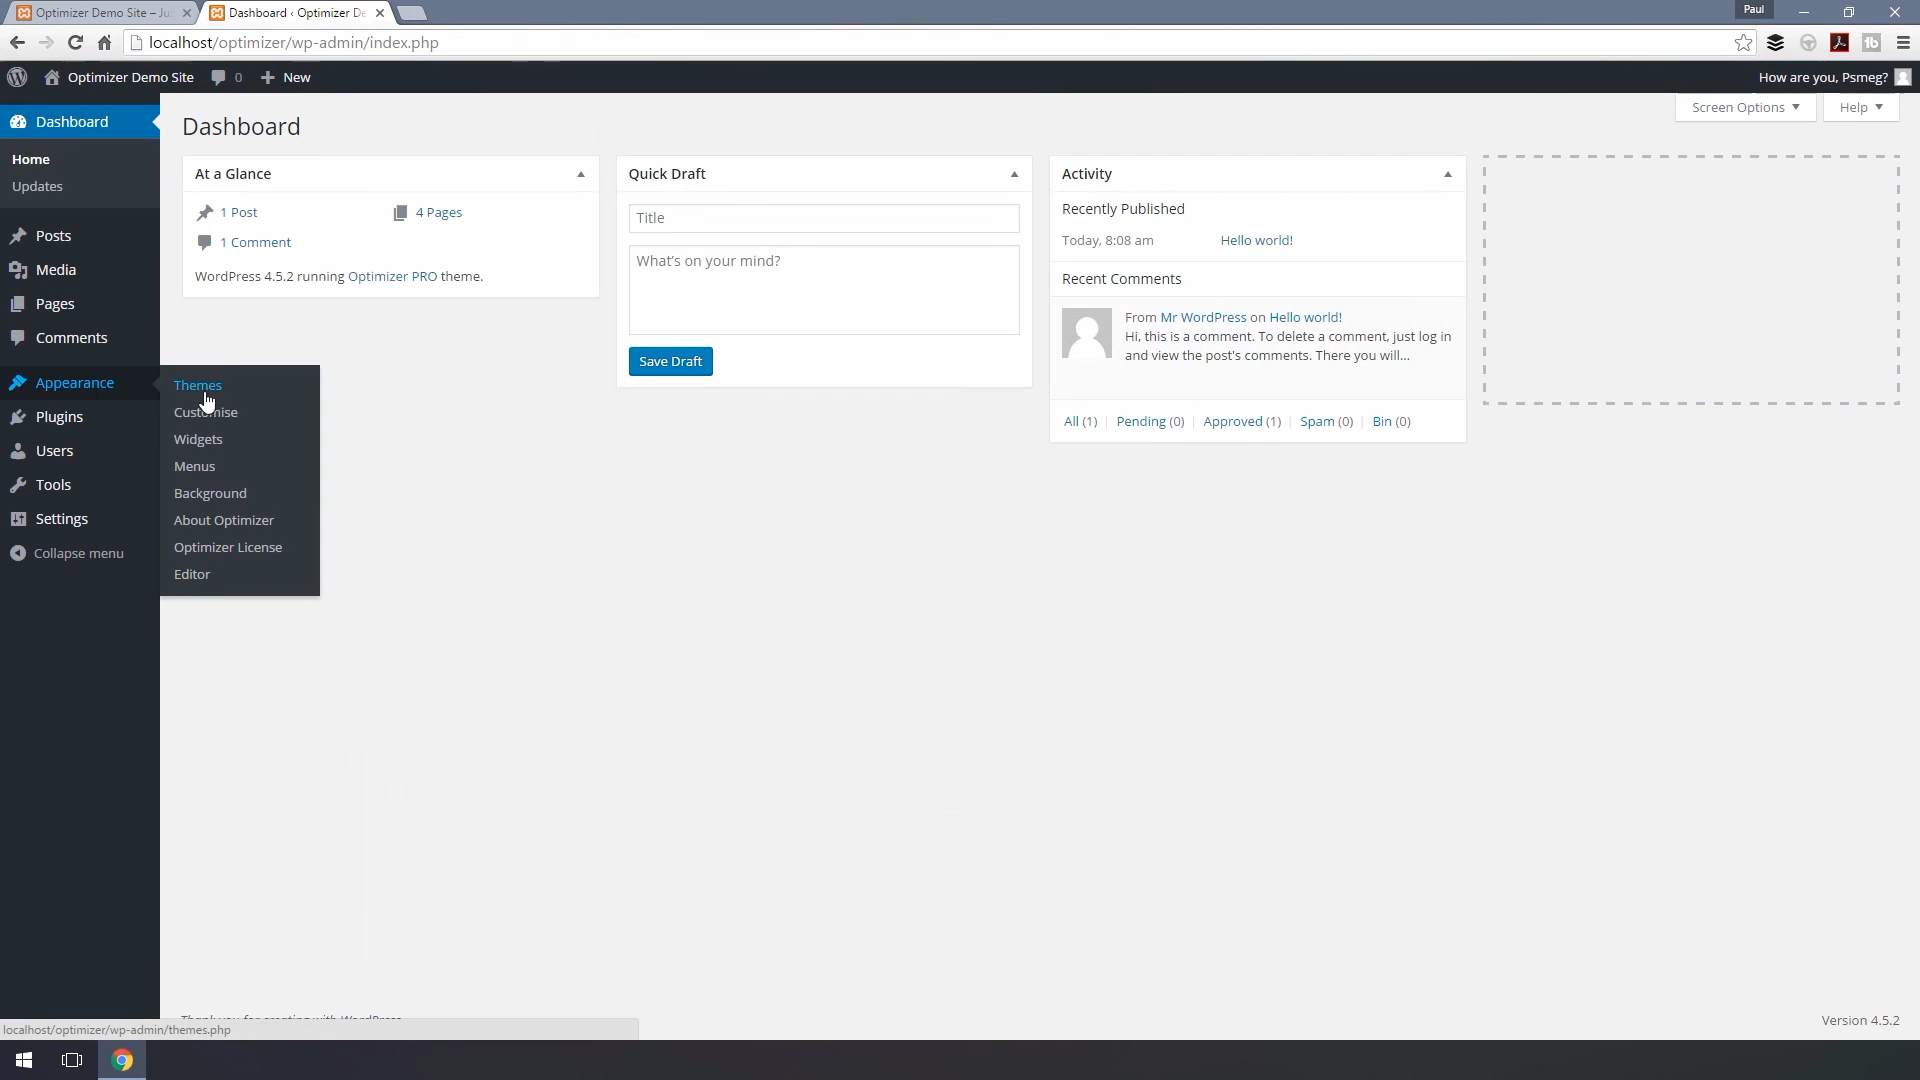 Optimizer Demo Site – Ju
Dashboard ‹ Optimizer De
Paul
localhost/optimizer/wp-admin/index.php
Optimizer Demo Site
0
New
How are you, Psmeg?
Dashboard
Home
Updates
Posts
Media
Pages
Comments
Appearance
Plugins
Users
Tools
Settings
Collapse menu
Themes
Customise
Widgets
Menus
Background
About Optimizer
Optimizer License
Editor
Screen Options
Help
Dashboard
At a Glance
1 Post
4 Pages
1 Comment
WordPress 4.5.2 running Optimizer PRO theme.
Quick Draft
Title
What's on your mind?
Save Draft
Activity
Recently Published
Today, 8:08 am
Hello world!
Recent Comments
From Mr WordPress on Hello world!
Hi, this is a comment. To delete a comment, just log in
and view the post's comments. There you will...
All (1) | Pending (0) | Approved (1) | Spam (0) | Bin (0)
Thank you for creating with WordPress
Version 4.5.2
localhost/optimizer/wp-admin/themes.php